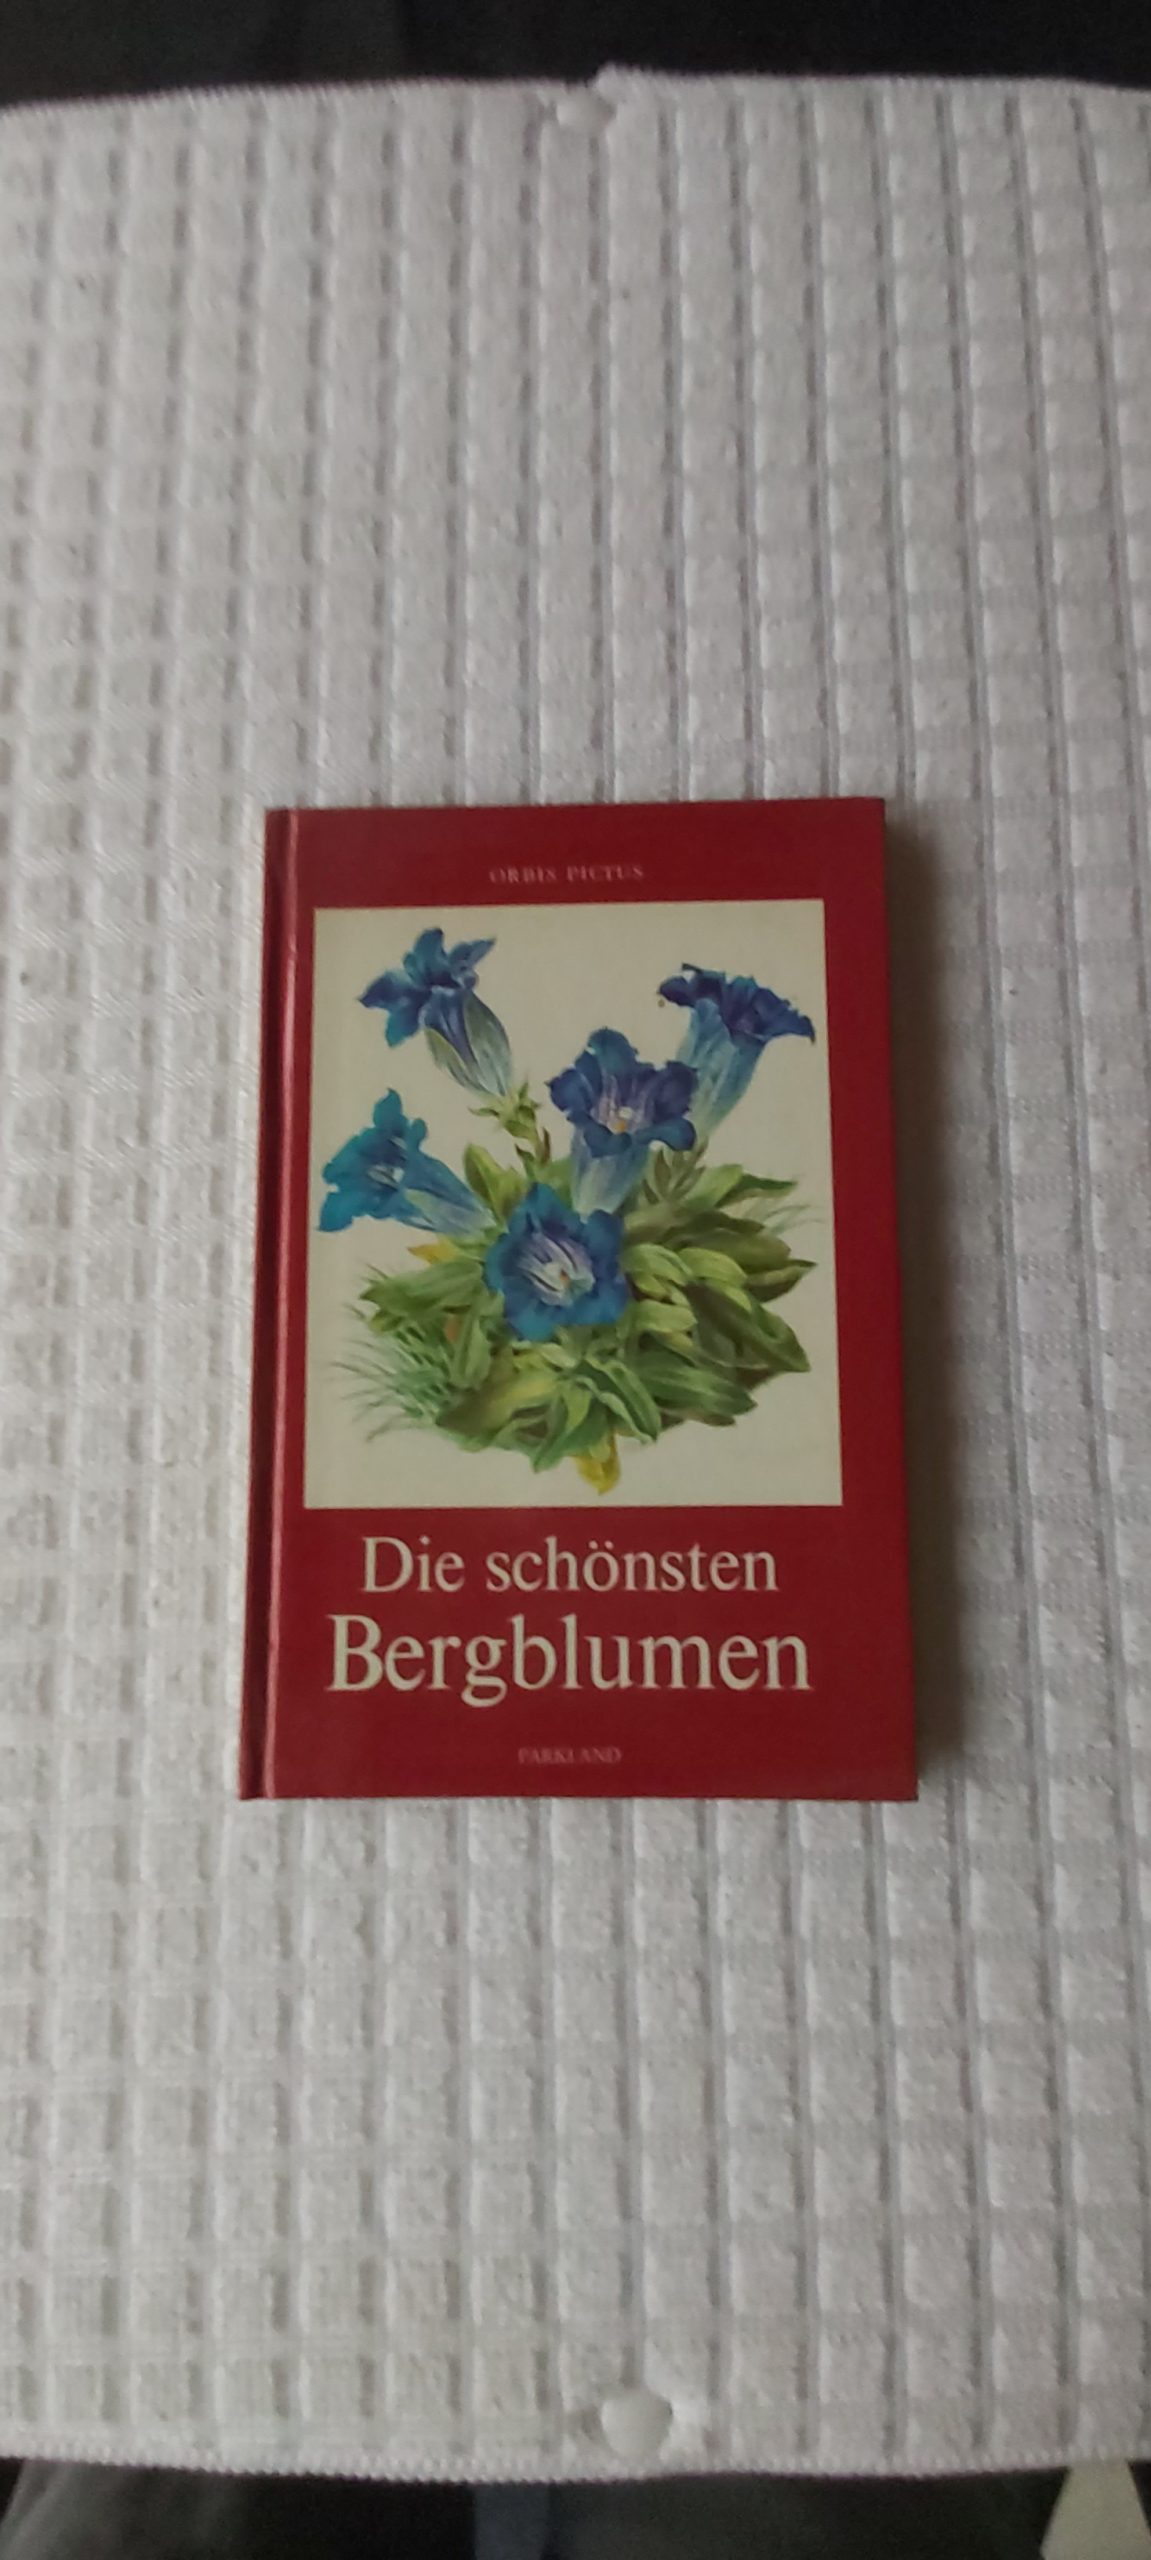 ORBIS PICTUS
Die schönsten
Bergblumen
PARKLAND